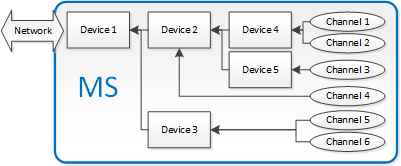 Network
Device 1
Device 2
Device 4
Channel 1
Channel 2
Device 5
Channel 3
MS
Channel 4
Device 3
Channel 5
Channel 6